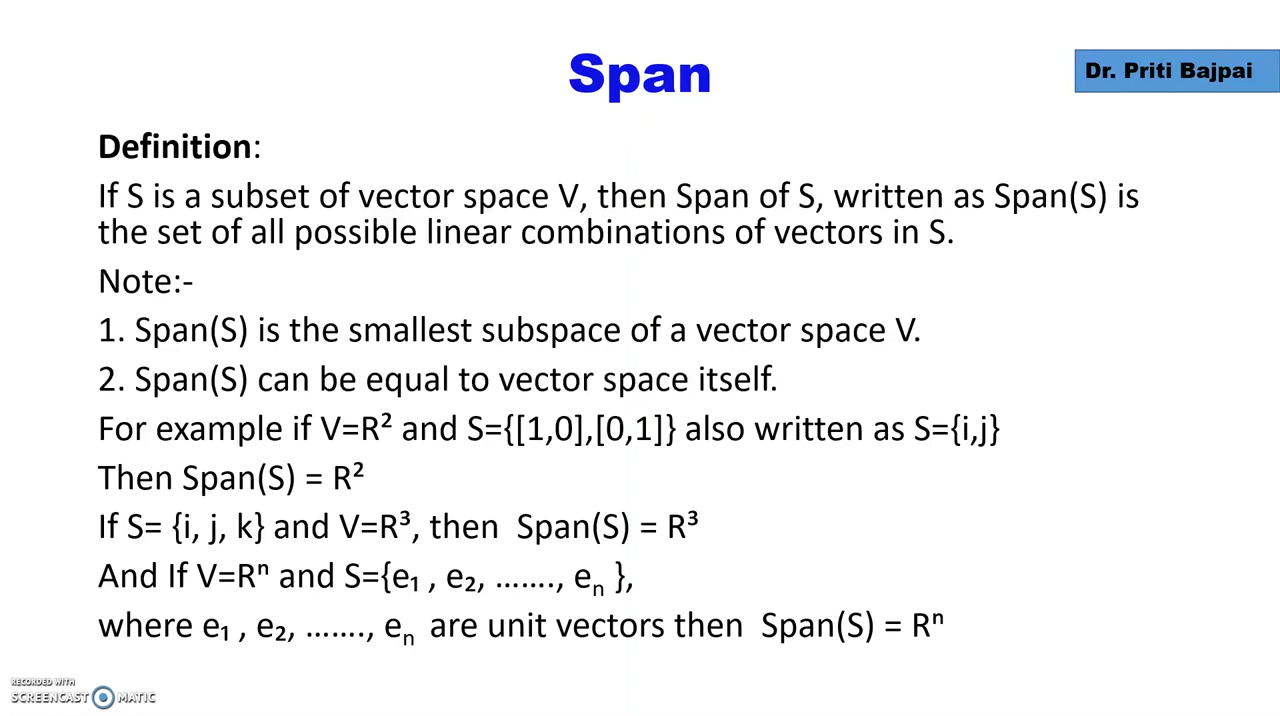 Span
Dr. Priti Bajpai
Definition:
If S is a subset of vector space V, then Span of S, written as Span(S) is
the set of all possible linear combinations of vectors in S.
Note:-
1. Span(S) is the smallest subspace of a vector space V.
2. Span(S) can be equal to vector space itself.
For example if V=R² and S={[1,0],[0,1]} also written as S={i,j}
Then Span(S) = R²
If S= {i, j, k} and V=R³, then Span(S) = R³
And If V=Rⁿ and S={e₁ , e₂, ……., eₙ },
where e₁ , e₂, ……., eₙ are unit vectors then Span(S) = Rⁿ
RECORDED WITH
SCREENCAST MATIC